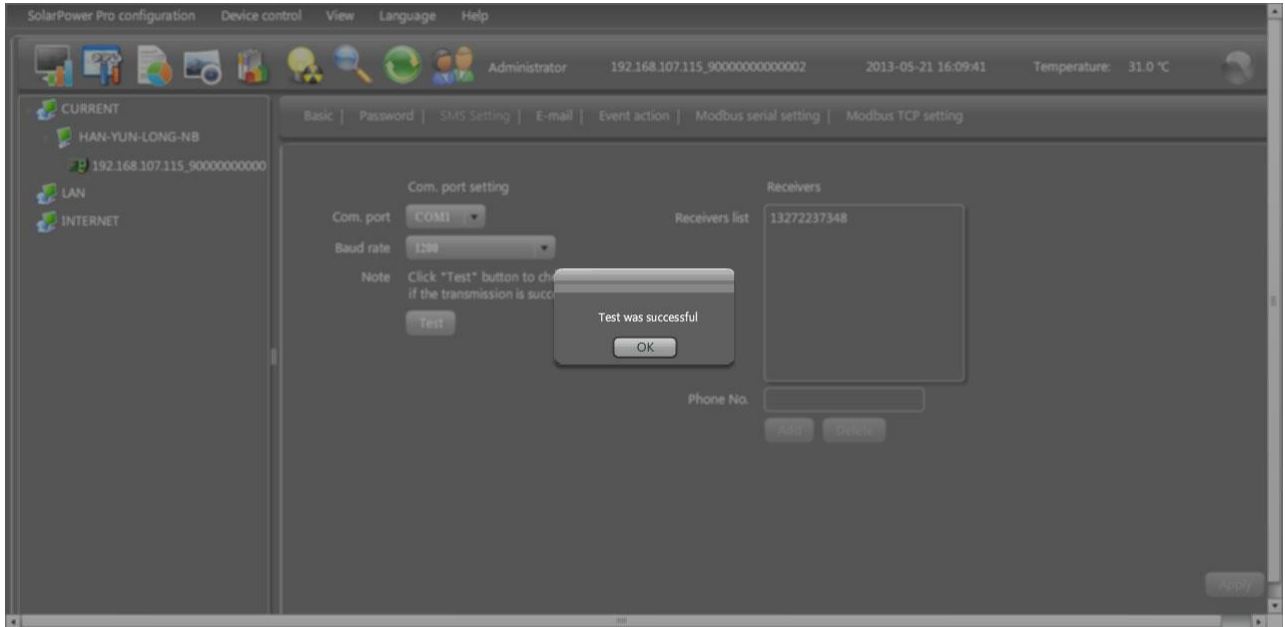 SolarPower Pro configuration Device control View Language Help
Administrator 192.168.107.115_90000000000002 2013-05-21 16:09:41 Temperature: 31.0 ℃
CURRENT
HAN-YUN-LONG-NB
192.168.107.115_90000000000
LAN
INTERNET
Basic | Password | SMS Setting | E-mail | Event action | Modbus serial setting | Modbus TCP setting
Com. port setting
Com. port COM1
Baud rate 1200
Note Click "Test" button to ch
if the transmission is succ
Test
Receivers
Receivers list 13272237348
Phone No.
Add Delete
Test was successful
OK
Apply